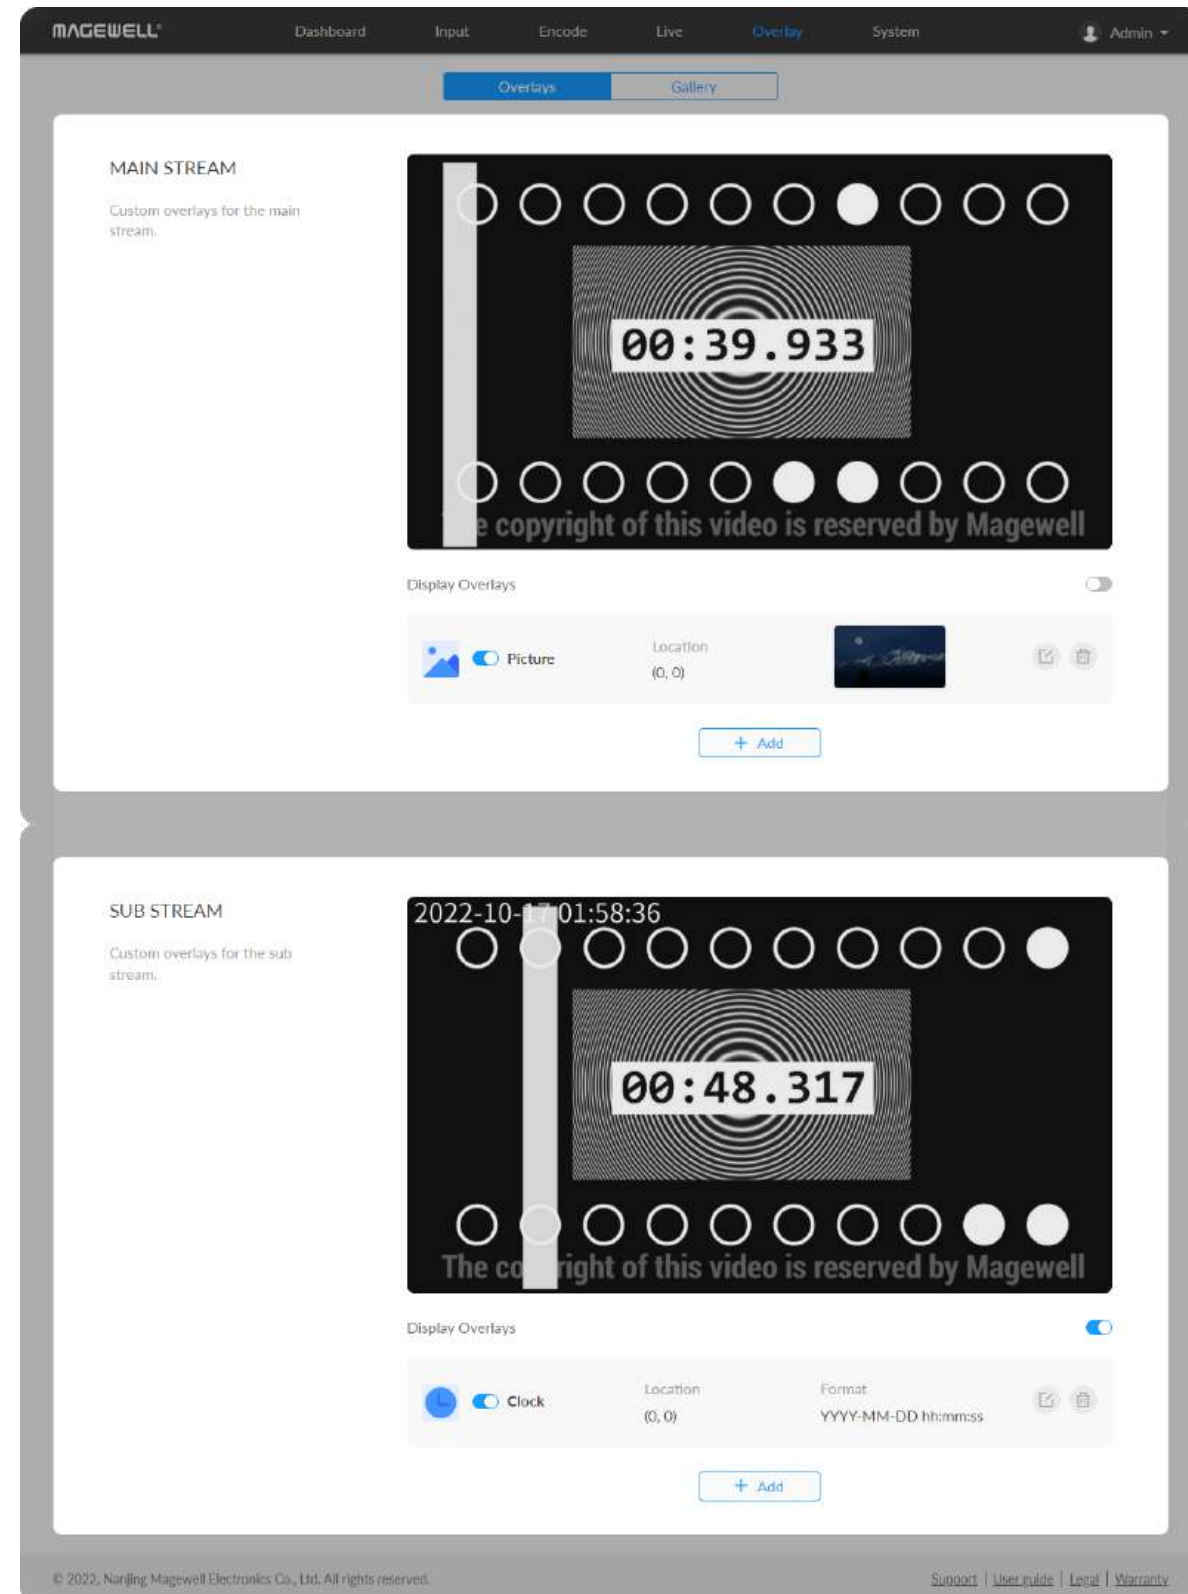 MAGEWELL®
Dashboard Input Encode Live Overlay System Admin
Overlays Gallery
MAIN STREAM
Custom overlays for the main
stream.
00:39.933
e copyright of this video is reserved by Magewell
Display Overlays
Picture
Location
(0, 0)
+ Add
SUB STREAM
Custom overlays for the sub
stream.
2022-10-17 01:58:36
00:48.317
The co right of this video is reserved by Magewell
Display Overlays
Clock
Location
(0, 0)
Format
YYYY-MM-DD hh:mm:ss
+ Add
© 2022, Nanjing Magewell Electronics Co., Ltd. All rights reserved.
Support | User guide | Legal | Warranty